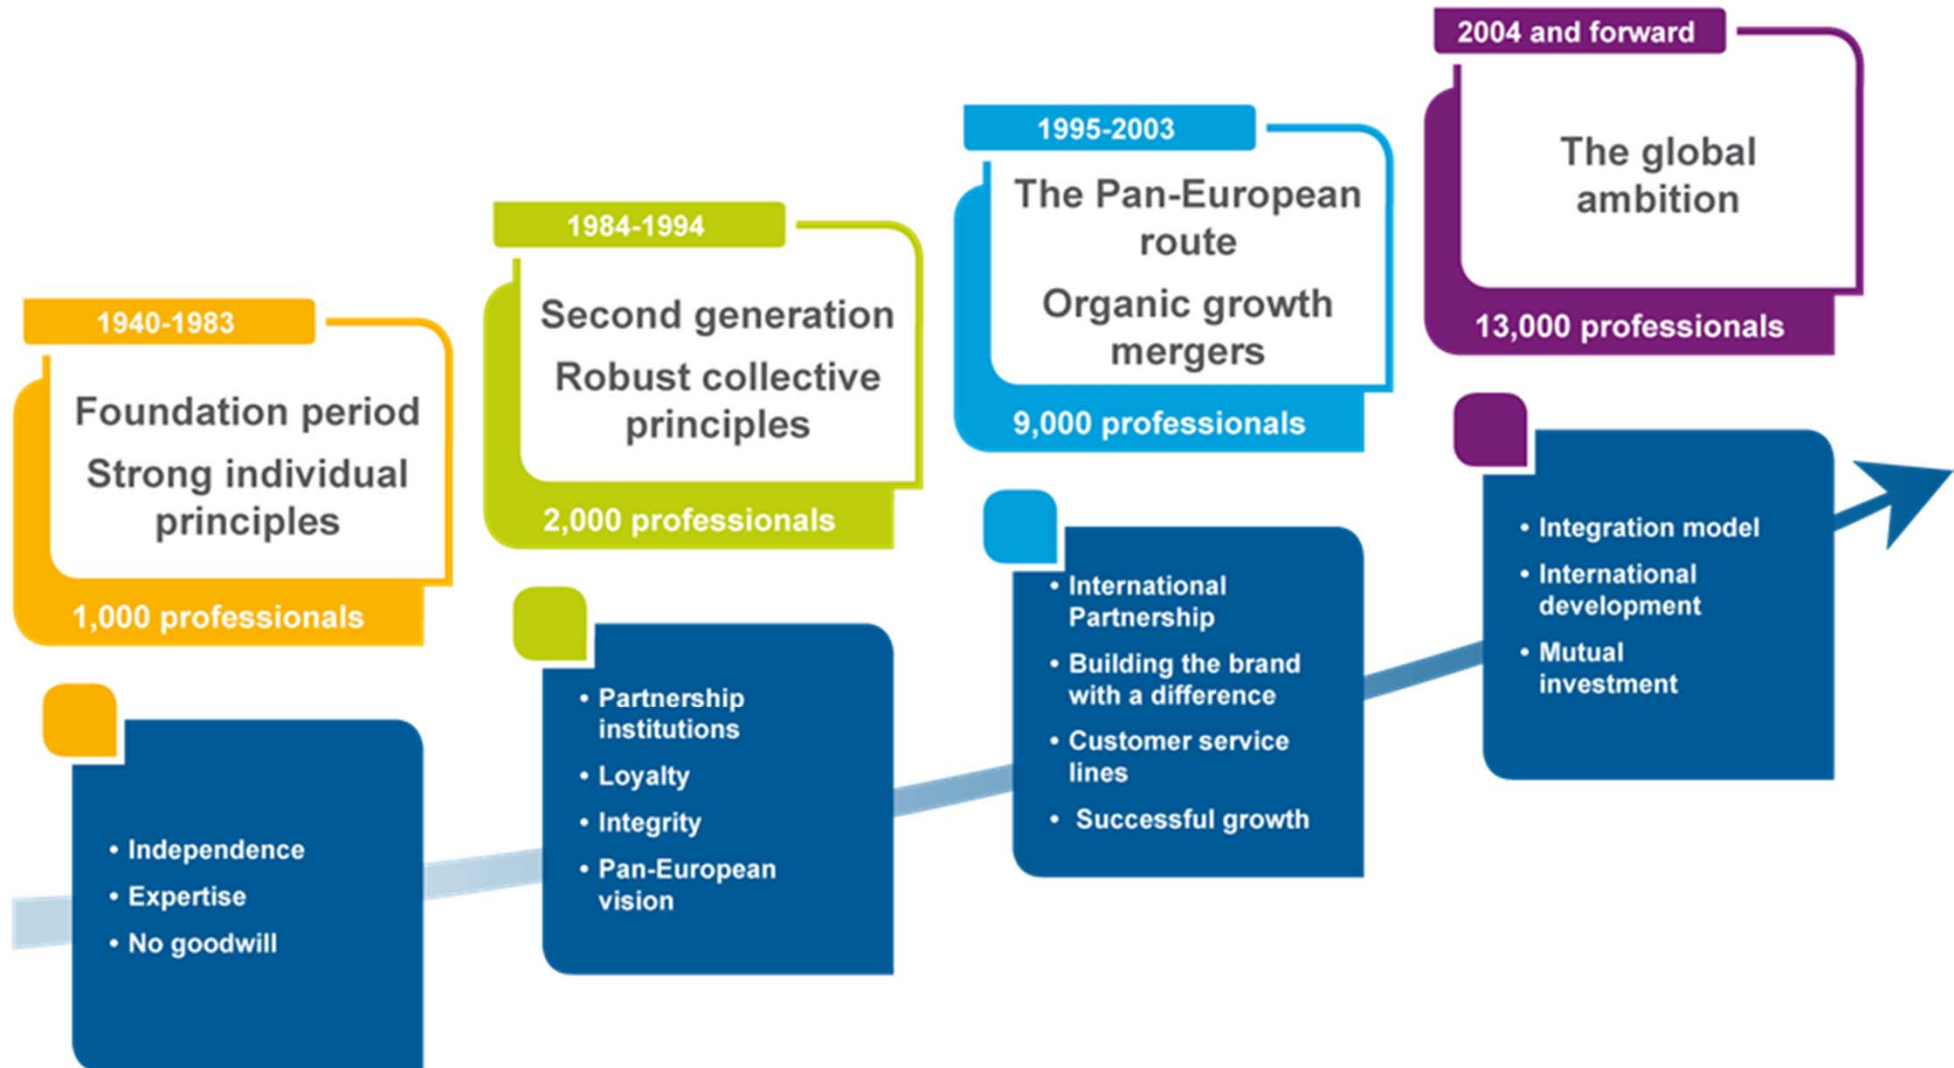 1940-1983
Foundation period
Strong individual
principles
1,000 professionals
• Independence
• Expertise
• No goodwill
1984-1994
Second generation
Robust collective
principles
2,000 professionals
• Partnership
institutions
• Loyalty
• Integrity
• Pan-European
vision
1995-2003
The Pan-European
route
Organic growth
mergers
9,000 professionals
• International
Partnership
• Building the brand
with a difference
• Customer service
lines
• Successful growth
2004 and forward
The global
ambition
13,000 professionals
• Integration model
• International
development
• Mutual
investment